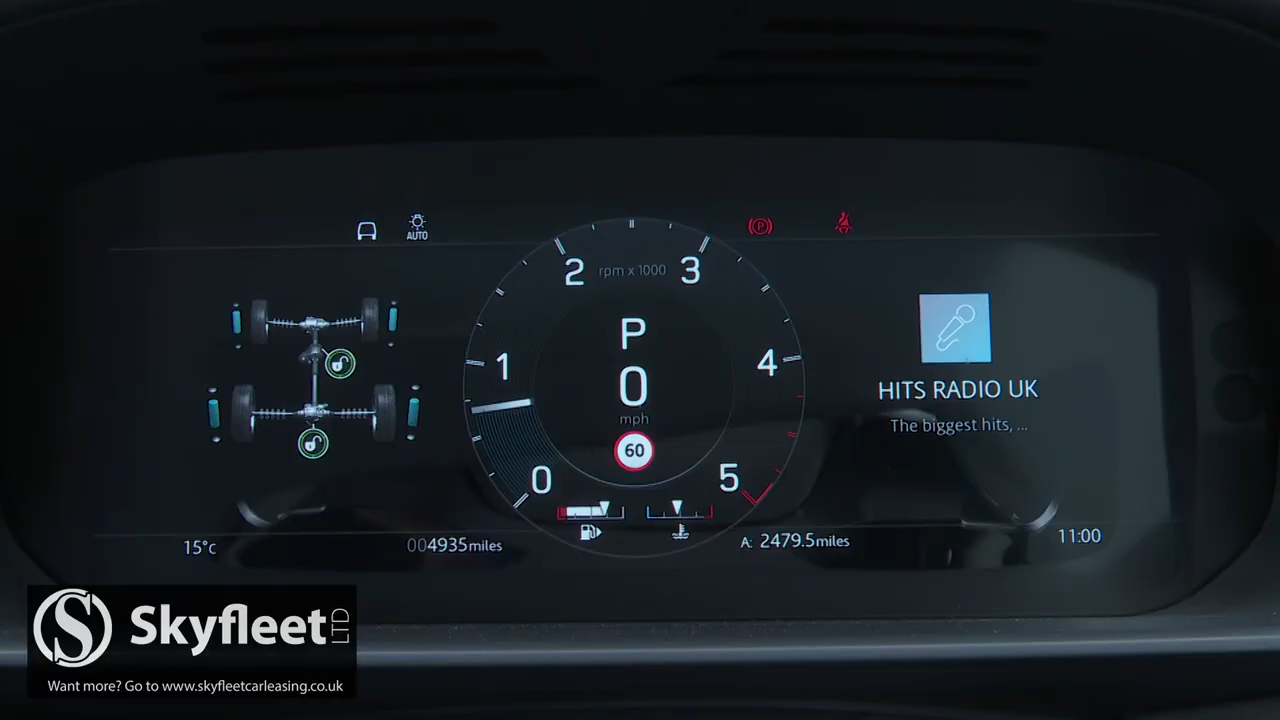 AUTO
2 rpm x 1000 3
1 4
P
0
mph
60
0 5
HITS RADIO UK
The biggest hits, ...
15°c
004935miles
A: 2479.5miles
11:00
S Skyfleet LTD
Want more? Go to www.skyfleetcarleasing.co.uk